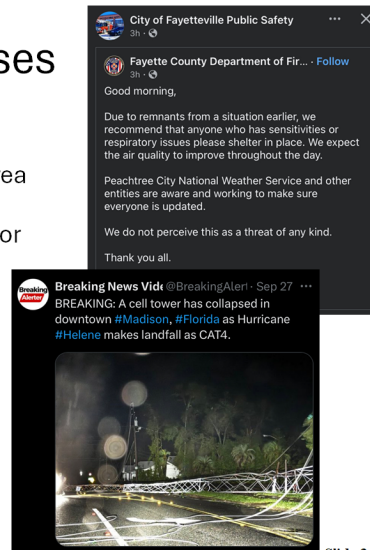 ses
ea
or
City of Fayetteville Public Safety
3h ·
Fayette County Department of Fir... · Follow
3h ·
Good morning,
Due to remnants from a situation earlier, we
recommend that anyone who has sensitivities or
respiratory issues please shelter in place. We expect
the air quality to improve throughout the day.
Peachtree City National Weather Service and other
entities are aware and working to make sure
everyone is updated.
We do not perceive this as a threat of any kind.
Thank you all.
Breaking
Alerter
Breaking News Vide @BreakingAler · Sep 27 ...
BREAKING: A cell tower has collapsed in
downtown #Madison, #Florida as Hurricane
#Helene makes landfall as CAT4.